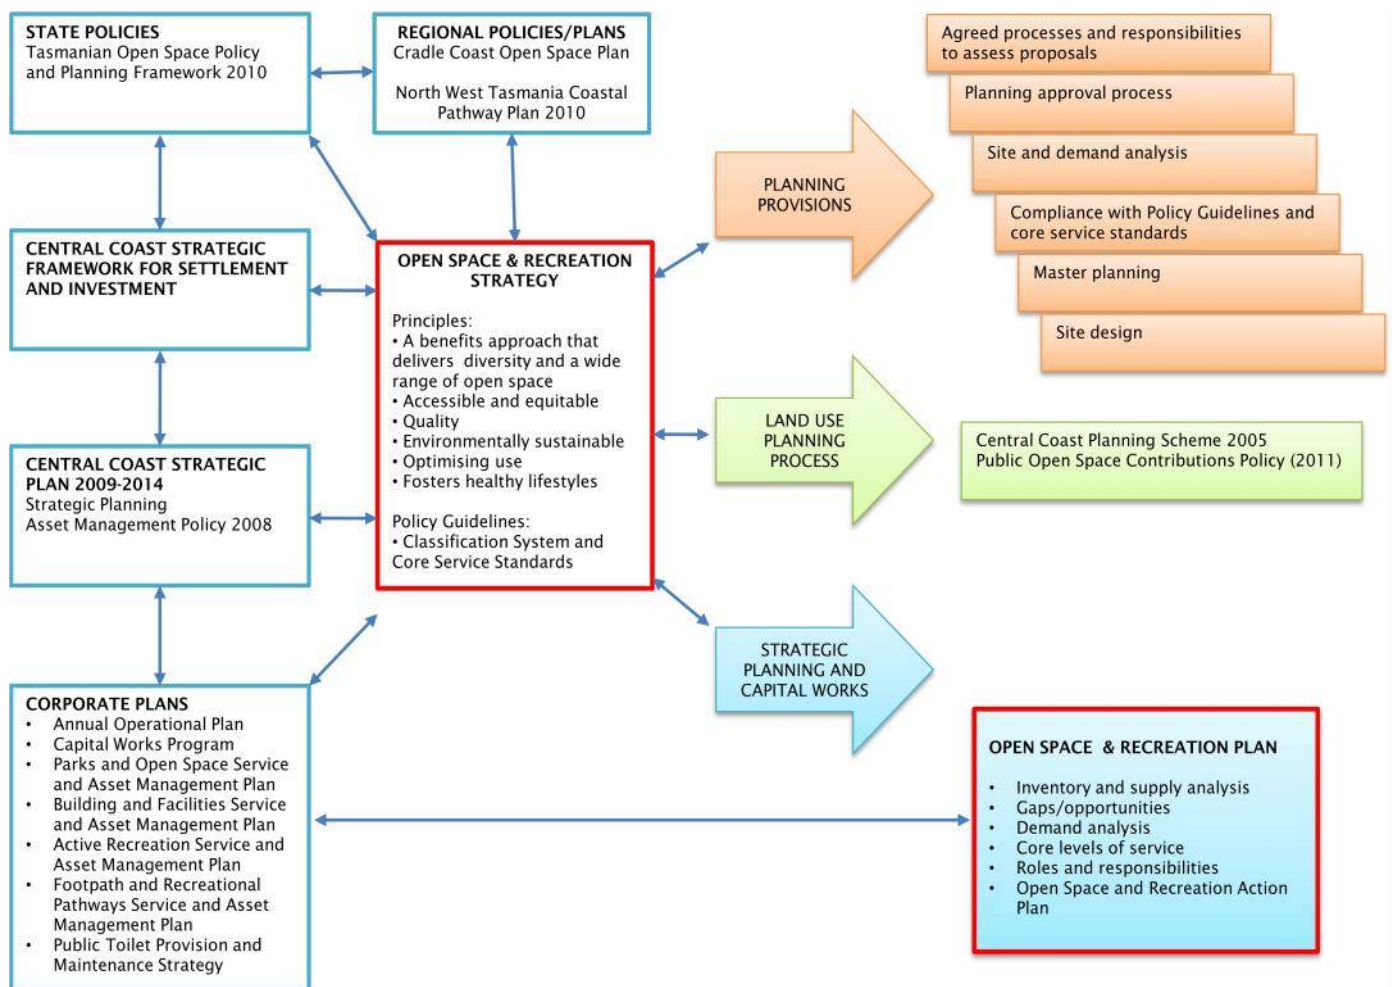 STATE POLICIES
Tasmanian Open Space Policy
and Planning Framework 2010
REGIONAL POLICIES/PLANS
Cradle Coast Open Space Plan
North West Tasmania Coastal
Pathway Plan 2010
CENTRAL COAST STRATEGIC
FRAMEWORK FOR SETTLEMENT
AND INVESTMENT
CENTRAL COAST STRATEGIC
PLAN 2009-2014
Strategic Planning
Asset Management Policy 2008
CORPORATE PLANS
• Annual Operational Plan
• Capital Works Program
• Parks and Open Space Service
and Asset Management Plan
• Building and Facilities Service
and Asset Management Plan
• Active Recreation Service and
Asset Management Plan
• Footpath and Recreational
Pathways Service and Asset
Management Plan
• Public Toilet Provision and
Maintenance Strategy
OPEN SPACE & RECREATION
STRATEGY
Principles:
• A benefits approach that
delivers diversity and a wide
range of open space
• Accessible and equitable
• Quality
• Environmentally sustainable
• Optimising use
• Fosters healthy lifestyles
Policy Guidelines:
• Classification System and
Core Service Standards
PLANNING
PROVISIONS
Agreed processes and responsibilities
to assess proposals
Planning approval process
Site and demand analysis
Compliance with Policy Guidelines and
core service standards
Master planning
Site design
LAND USE
PLANNING
PROCESS
Central Coast Planning Scheme 2005
Public Open Space Contributions Policy (2011)
STRATEGIC
PLANNING AND
CAPITAL WORKS
OPEN SPACE & RECREATION PLAN
• Inventory and supply analysis
• Gaps/opportunities
• Demand analysis
• Core levels of service
• Roles and responsibilities
• Open Space and Recreation Action
Plan